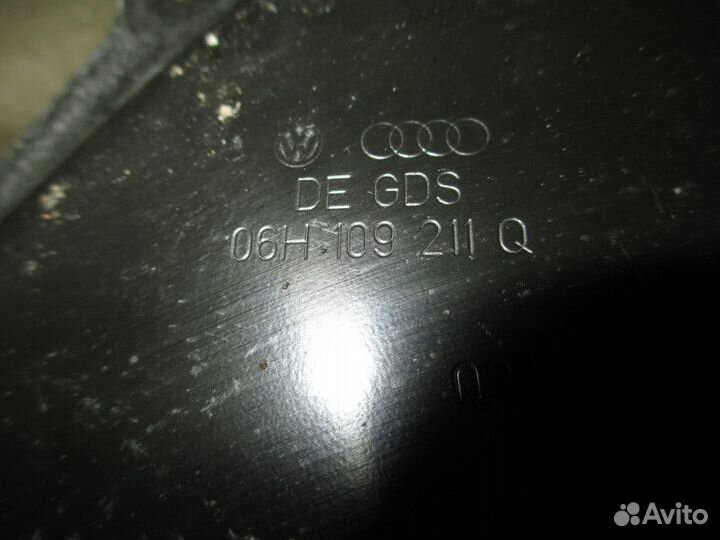 DE GDS
06H 109 211 Q
Avito